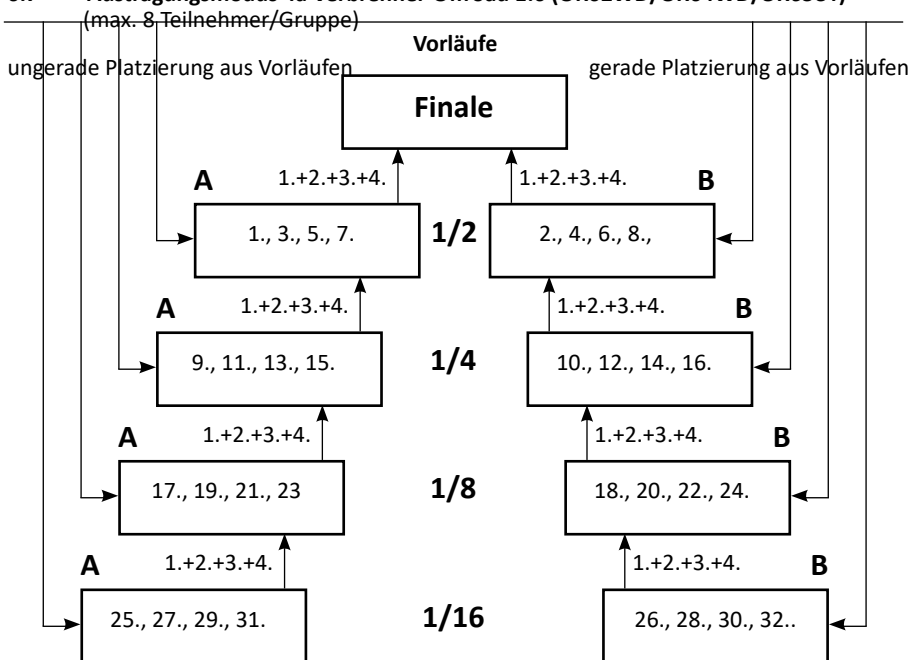 (max. 8 Teilnehmer/Gruppe)
Vorläufe
ungerade Platzierung aus Vorläufen gerade Platzierung aus Vorläufen
Finale
A 1.+2.+3.+4. 1.+2.+3.+4. B
1., 3., 5., 7. 1/2 2., 4., 6., 8.,
A 1.+2.+3.+4. 1.+2.+3.+4. B
9., 11., 13., 15. 1/4 10., 12., 14., 16.
A 1.+2.+3.+4. 1.+2.+3.+4. B
17., 19., 21., 23 1/8 18., 20., 22., 24.
A 1.+2.+3.+4. 1.+2.+3.+4. B
25., 27., 29., 31. 1/16 26., 28., 30., 32..